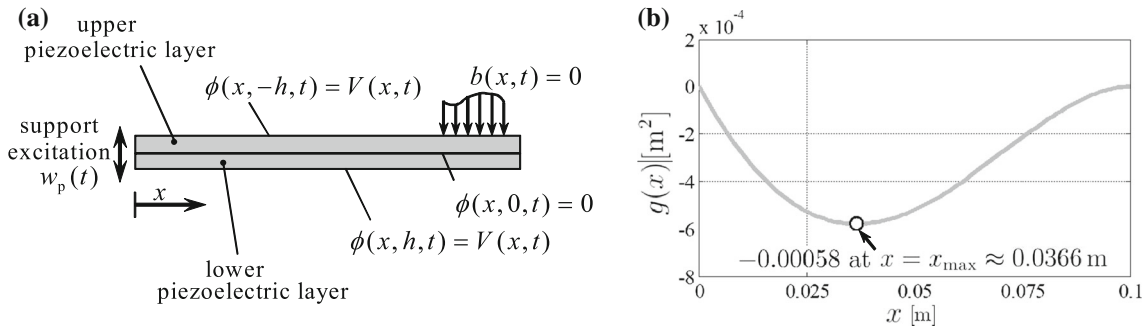 (a)
upper
piezoelectric layer
ϕ(x,−h,t) = V(x,t)
b(x,t) = 0
support
excitation
w_p(t)
x
ϕ(x,0,t) = 0
ϕ(x,h,t) = V(x,t)
lower
piezoelectric layer
(b)
x 10^-4
2
0
-2
-4
-6
-8
g(x)|[m²]
−0.00058 at x = x_max ≈ 0.0366 m
0 0.025 0.05 0.075 0.1
x [m]